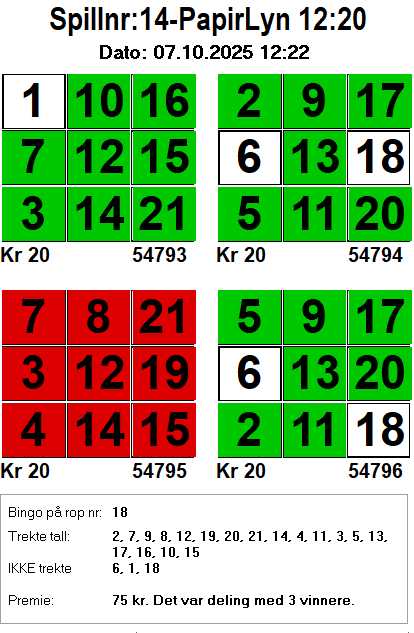 Spillnr:14-PapirLyn 12:20
Dato: 07.10.2025 12:22
1 10 16 2 9 17
7 12 15 6 13 18
3 14 21 5 11 20
Kr 20 54793 Kr 20 54794
7 8 21 5 9 17
3 12 19 6 13 20
4 14 15 2 11 18
Kr 20 54795 Kr 20 54796
Bingo på rop nr: 18
Trekte tall: 2, 7, 9, 8, 12, 19, 20, 21, 14, 4, 11, 3, 5, 13,
17, 16, 10, 15
IKKE trekte 6, 1, 18
Premie: 75 kr. Det var deling med 3 vinnere.